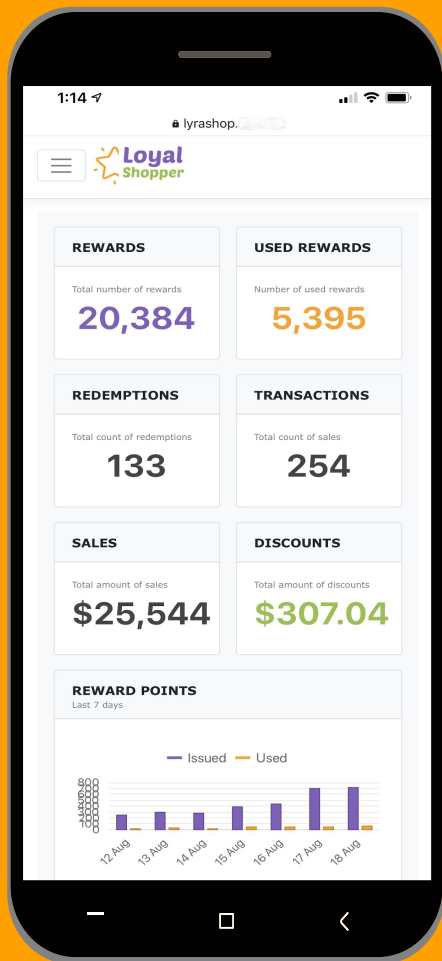 1:14
lyrashop.
Loyal
Shopper
REWARDS
Total number of rewards
20,384
USED REWARDS
Number of used rewards
5,395
REDEMPTIONS
Total count of redemptions
133
TRANSACTIONS
Total count of sales
254
SALES
Total amount of sales
$25,544
DISCOUNTS
Total amount of discounts
$307.04
REWARD POINTS
Last 7 days
Issued Used
800
700
600
500
400
300
200
100
0
12 Aug 13 Aug 14 Aug 15 Aug 16 Aug 17 Aug 18 Aug